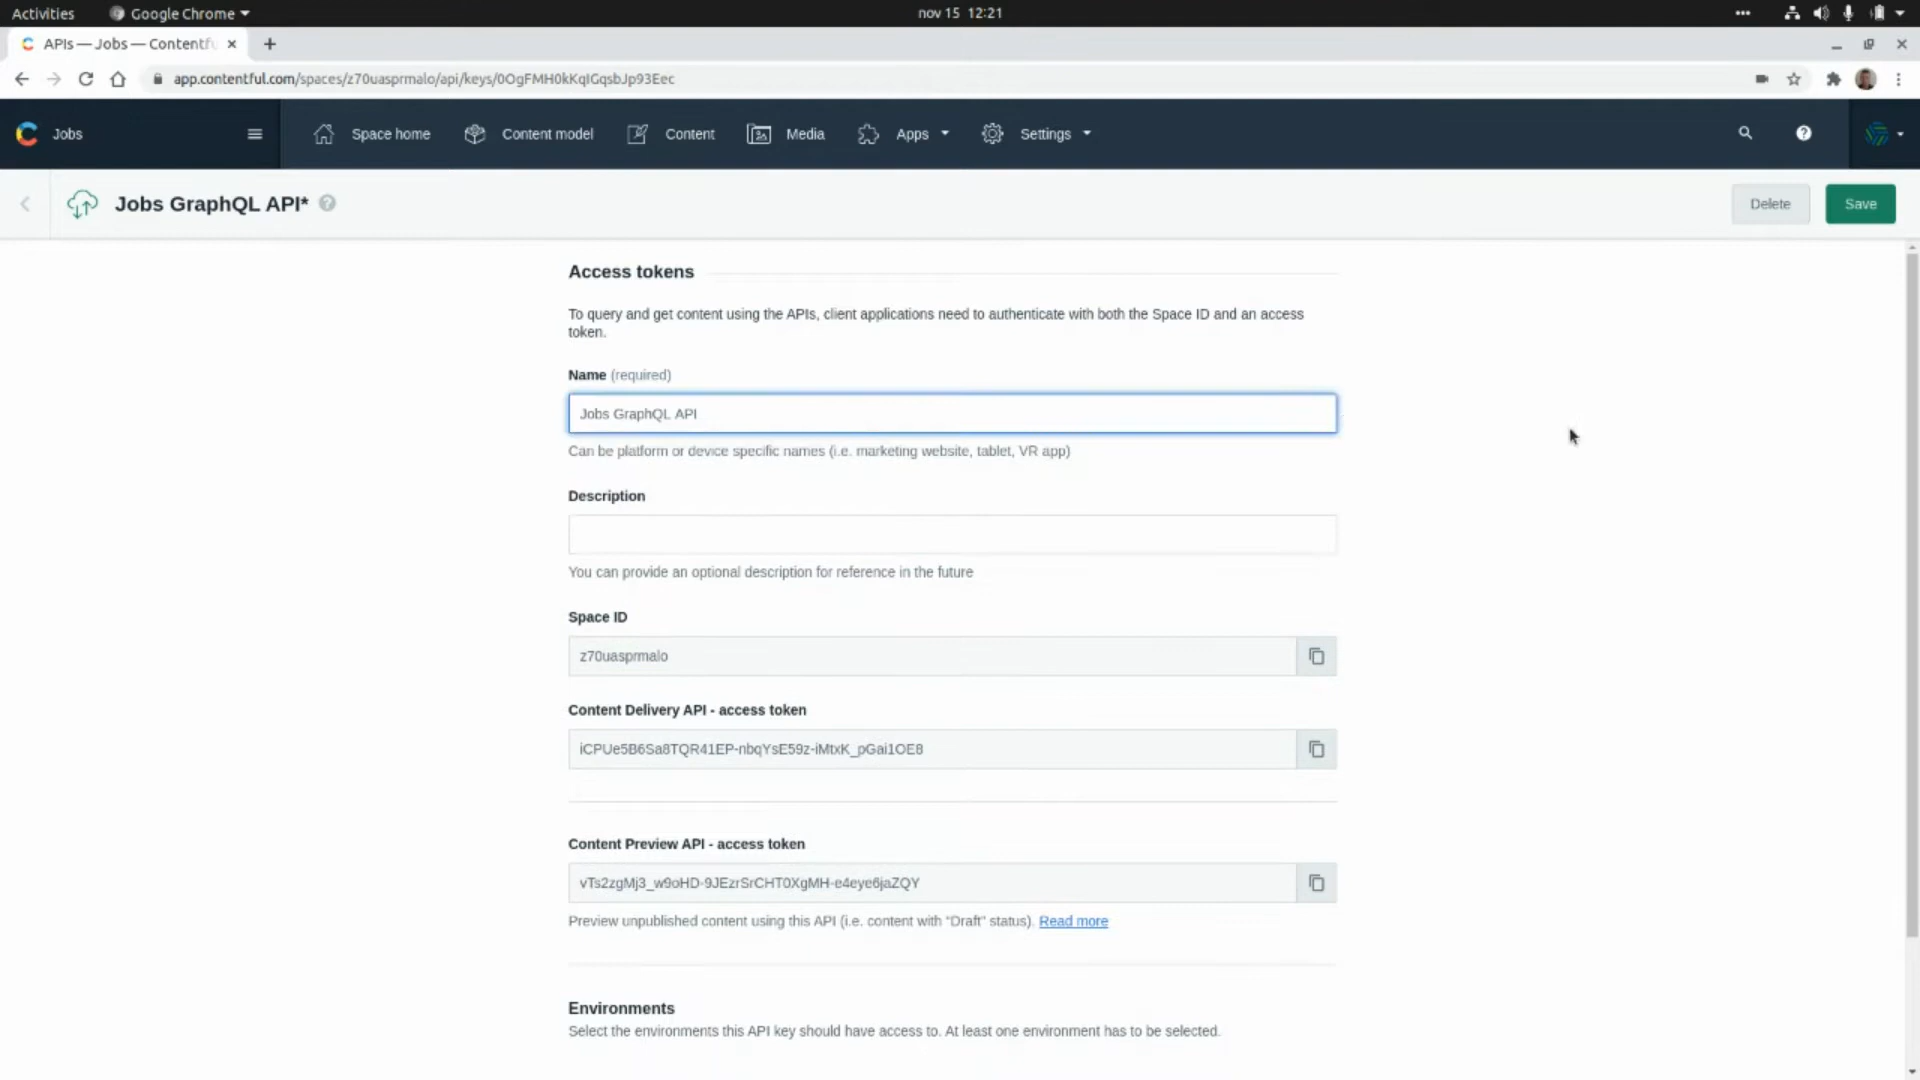 Activities
Google Chrome
nov 15 12:21
APIs — Jobs — Contentfu
app.contentful.com/spaces/z70uasprmalo/api/keys/0OgFMH0kKqIGqsbJp93Eec
Jobs
Space home
Content model
Content
Media
Apps
Settings
Jobs GraphQL API*
Delete
Save
Access tokens
To query and get content using the APIs, client applications need to authenticate with both the Space ID and an access
token.
Name (required)
Jobs GraphQL API
Can be platform or device specific names (i.e. marketing website, tablet, VR app)
Description
You can provide an optional description for reference in the future
Space ID
z70uasprmalo
Content Delivery API - access token
iCPUe5B6Sa8TQR41EP-nbqYsE59z-iMtxK_pGai1OE8
Content Preview API - access token
vTs2zgMj3_w9oHD-9JEzrSrCHT0XgMH-e4eye6jaZQY
Preview unpublished content using this API (i.e. content with "Draft" status). Read more
Environments
Select the environments this API key should have access to. At least one environment has to be selected.